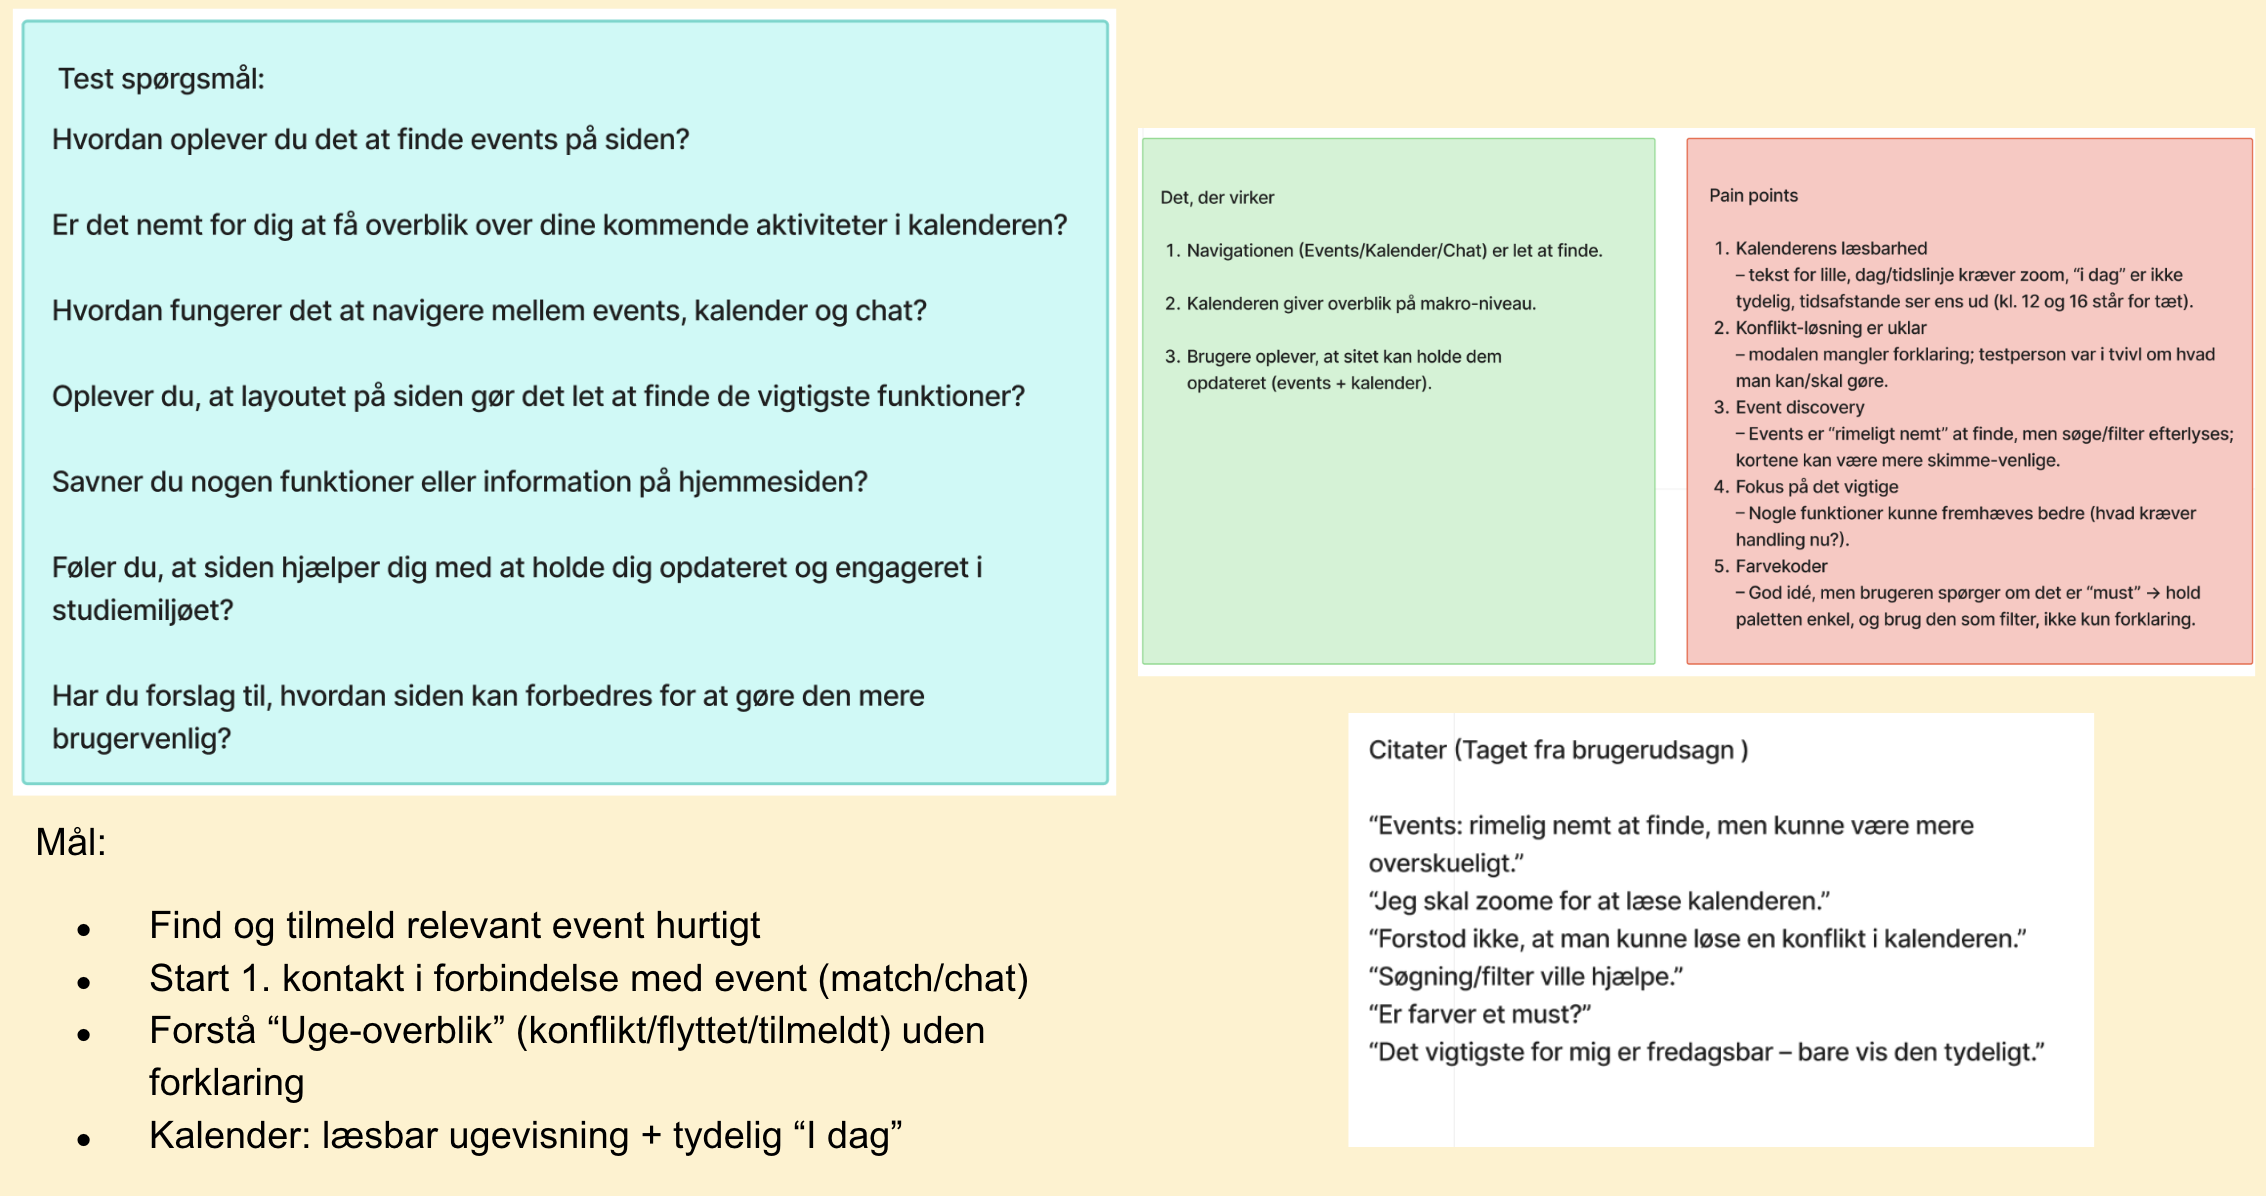 Test spørgsmål:
Hvordan oplever du det at finde events på siden?
Er det nemt for dig at få overblik over dine kommende aktiviteter i kalenderen?
Hvordan fungerer det at navigere mellem events, kalender og chat?
Oplever du, at layoutet på siden gør det let at finde de vigtigste funktioner?
Savner du nogen funktioner eller information på hjemmesiden?
Føler du, at siden hjælper dig med at holde dig opdateret og engageret i
studiemiljøet?
Har du forslag til, hvordan siden kan forbedres for at gøre den mere
brugervenlig?
Mål:
● Find og tilmeld relevant event hurtigt
● Start 1. kontakt i forbindelse med event (match/chat)
● Forstå “Uge-overblik” (konflikt/flyttet/tilmeldt) uden
forklaring
● Kalender: læsbar ugevisning + tydelig “I dag”
Det, der virker
1. Navigationen (Events/Kalender/Chat) er let at finde.
2. Kalenderen giver overblik på makro-niveau.
3. Brugere oplever, at sitet kan holde dem
opdateret (events + kalender).
Pain points
1. Kalenderens læsbarhed
– tekst for lille, dag/tidslinje kræver zoom, “i dag” er ikke
tydelig, tidsafstande ser ens ud (kl. 12 og 16 står for tæt).
2. Konflikt-løsning er uklar
– modalen mangler forklaring; testperson var i tvivl om hvad
man kan/skal gøre.
3. Event discovery
– Events er “rimeligt nemt” at finde, men søge/filter efterlyses;
kortene kan være mere skimme-venlige.
4. Fokus på det vigtige
– Nogle funktioner kunne fremhæves bedre (hvad kræver
handling nu?).
5. Farvekoder
– God idé, men brugeren spørger om det er “must” → hold
paletten enkel, og brug den som filter, ikke kun forklaring.
Citater (Taget fra brugerudsagn )
“Events: rimelig nemt at finde, men kunne være mere
overskueligt.”
“Jeg skal zoome for at læse kalenderen.”
“Forstod ikke, at man kunne løse en konflikt i kalenderen.”
“Søgning/filter ville hjælpe.”
“Er farver et must?”
“Det vigtigste for mig er fredagsbar – bare vis den tydeligt.”